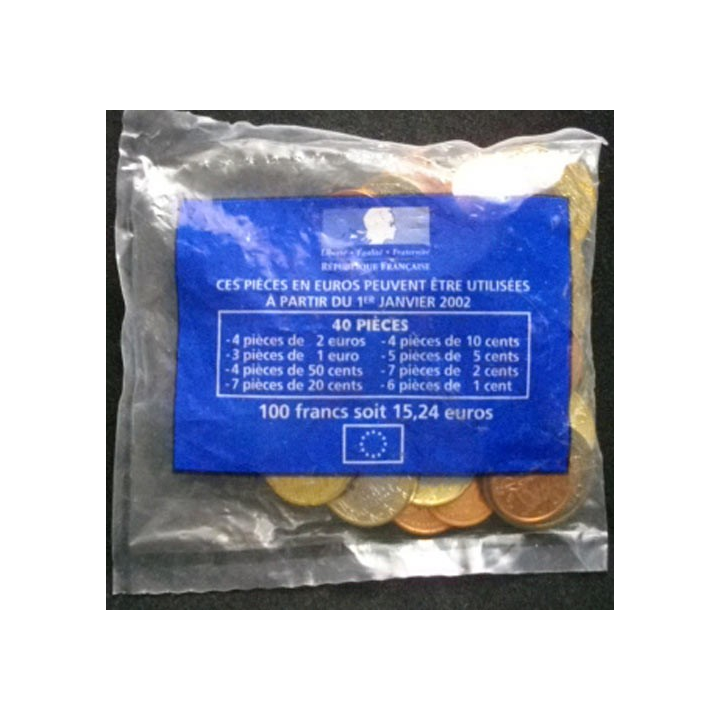 Liberté • Égalité • Fraternité
RÉPUBLIQUE FRANÇAISE
CES PIÈCES EN EUROS PEUVENT ÊTRE UTILISÉES
À PARTIR DU 1ER JANVIER 2002
40 PIÈCES
-4 pièces de 2 euros -4 pièces de 10 cents
-3 pièces de 1 euro -5 pièces de 5 cents
-4 pièces de 50 cents -7 pièces de 2 cents
-7 pièces de 20 cents -6 pièces de 1 cent
100 francs soit 15,24 euros